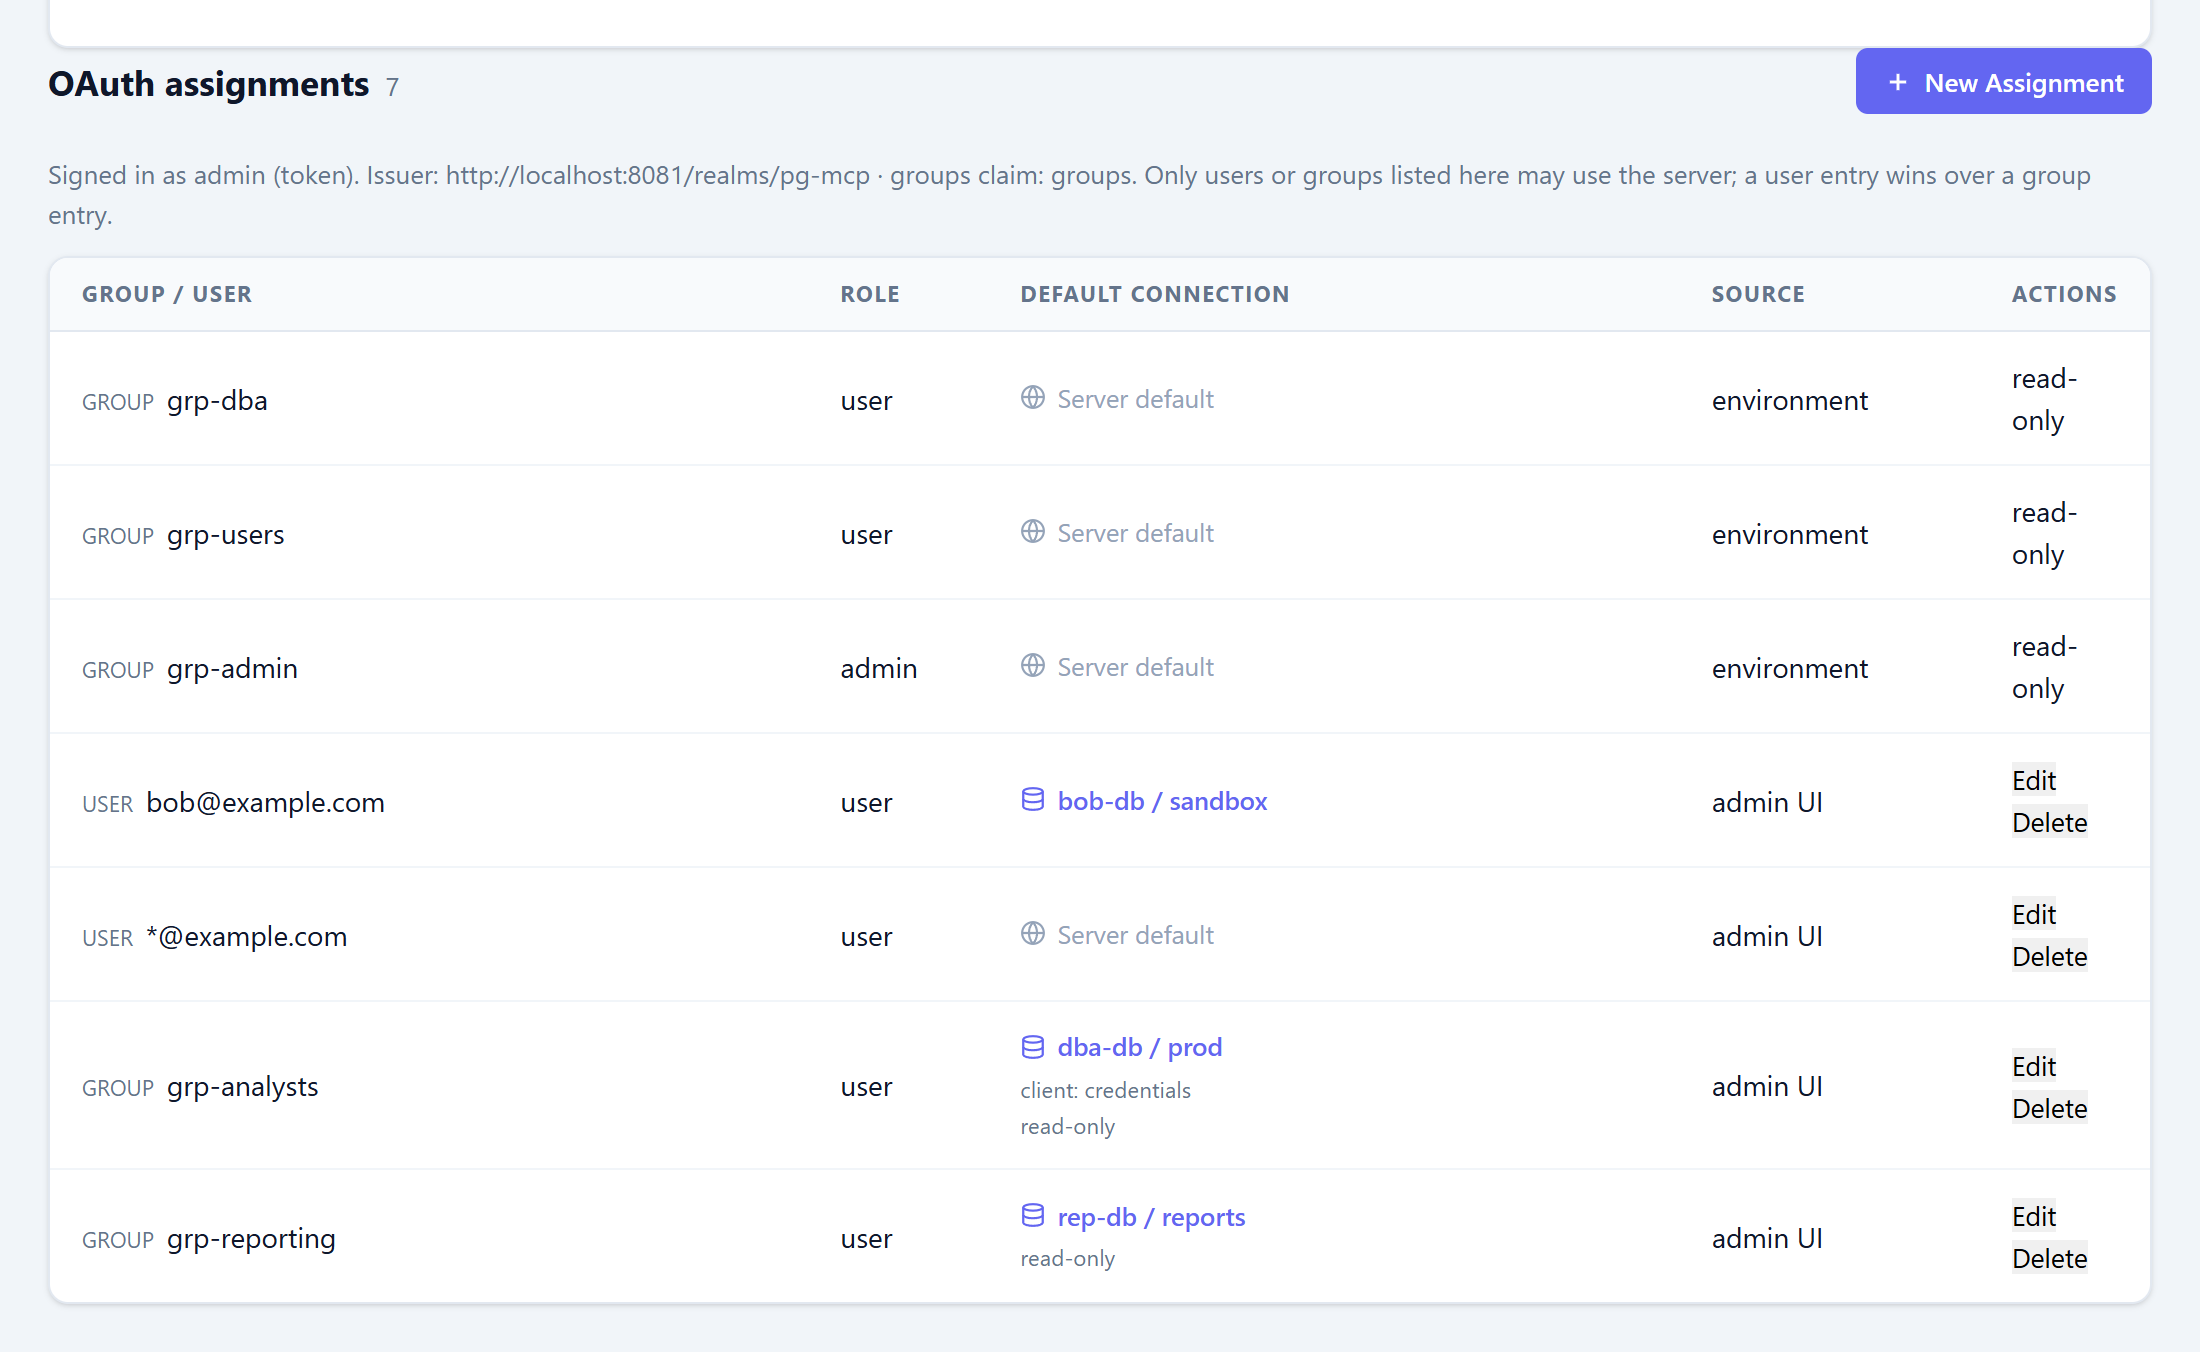 OAuth assignments 7
+ New Assignment
Signed in as admin (token). Issuer: http://localhost:8081/realms/pg-mcp · groups claim: groups. Only users or groups listed here may use the server; a user entry wins over a group
entry.
GROUP / USER ROLE DEFAULT CONNECTION SOURCE ACTIONS
GROUP grp-dba user Server default environment read-
only
GROUP grp-users user Server default environment read-
only
GROUP grp-admin admin Server default environment read-
only
USER bob@example.com user bob-db / sandbox admin UI Edit
Delete
USER *@example.com user Server default admin UI Edit
Delete
GROUP grp-analysts user dba-db / prod
client: credentials
read-only
admin UI Edit
Delete
GROUP grp-reporting user rep-db / reports
read-only
admin UI Edit
Delete